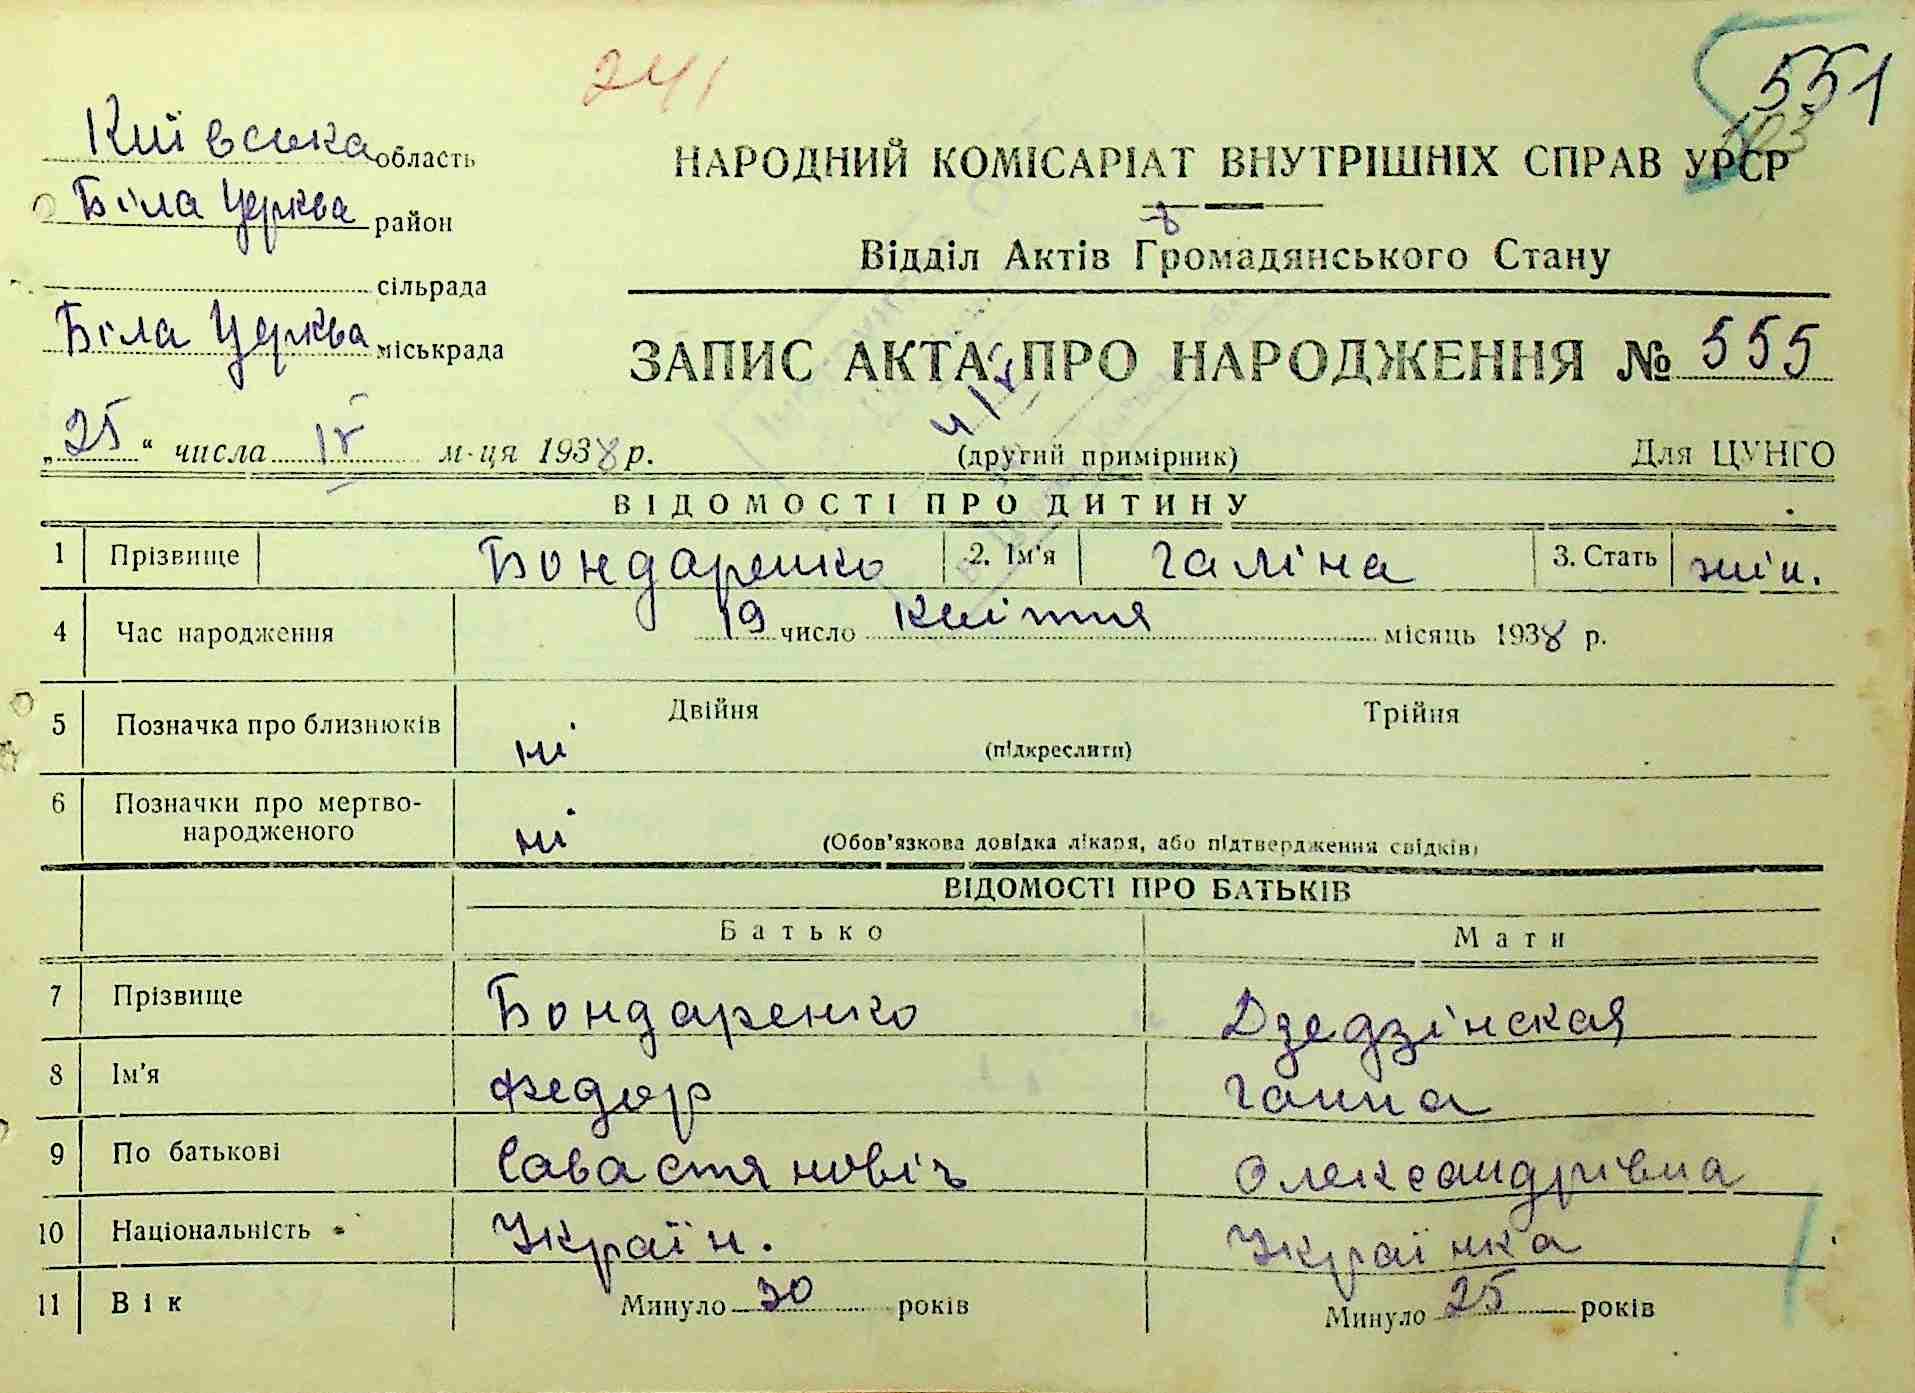 241
551
Київська область
Біла Церква район
сільрада
Біла Церква міськрада
НАРОДНИЙ КОМІСАРІАТ ВНУТРІШНІХ СПРАВ УРСР
Відділ Актів Громадянського Стану
ЗАПИС АКТА ПРО НАРОДЖЕННЯ № 555
„25“ числа IV м-ця 1938 р.
(другий примірник)
Для ЦУНГО
ВІДОМОСТІ ПРО ДИТИНУ
1 Прізвище Бондаренко 2. Ім'я Галіна 3. Стать жін.
4 Час народження 19 число Квітня місяць 1938 р.
5 Позначка про близнюків ні Двійня (підкреслити) Трійня
6 Позначки про мертво-
народженого ні (Обов'язкова довідка лікаря, або підтвердження свідків)
ВІДОМОСТІ ПРО БАТЬКІВ
Батько Мати
7 Прізвище Бондаренко Дзедзінская
8 Ім'я Федор Ганна
9 По батькові Савастяновіч Олександрівна
10 Національність Україн. Українка
11 Вік Минуло 30 років Минуло 25 років